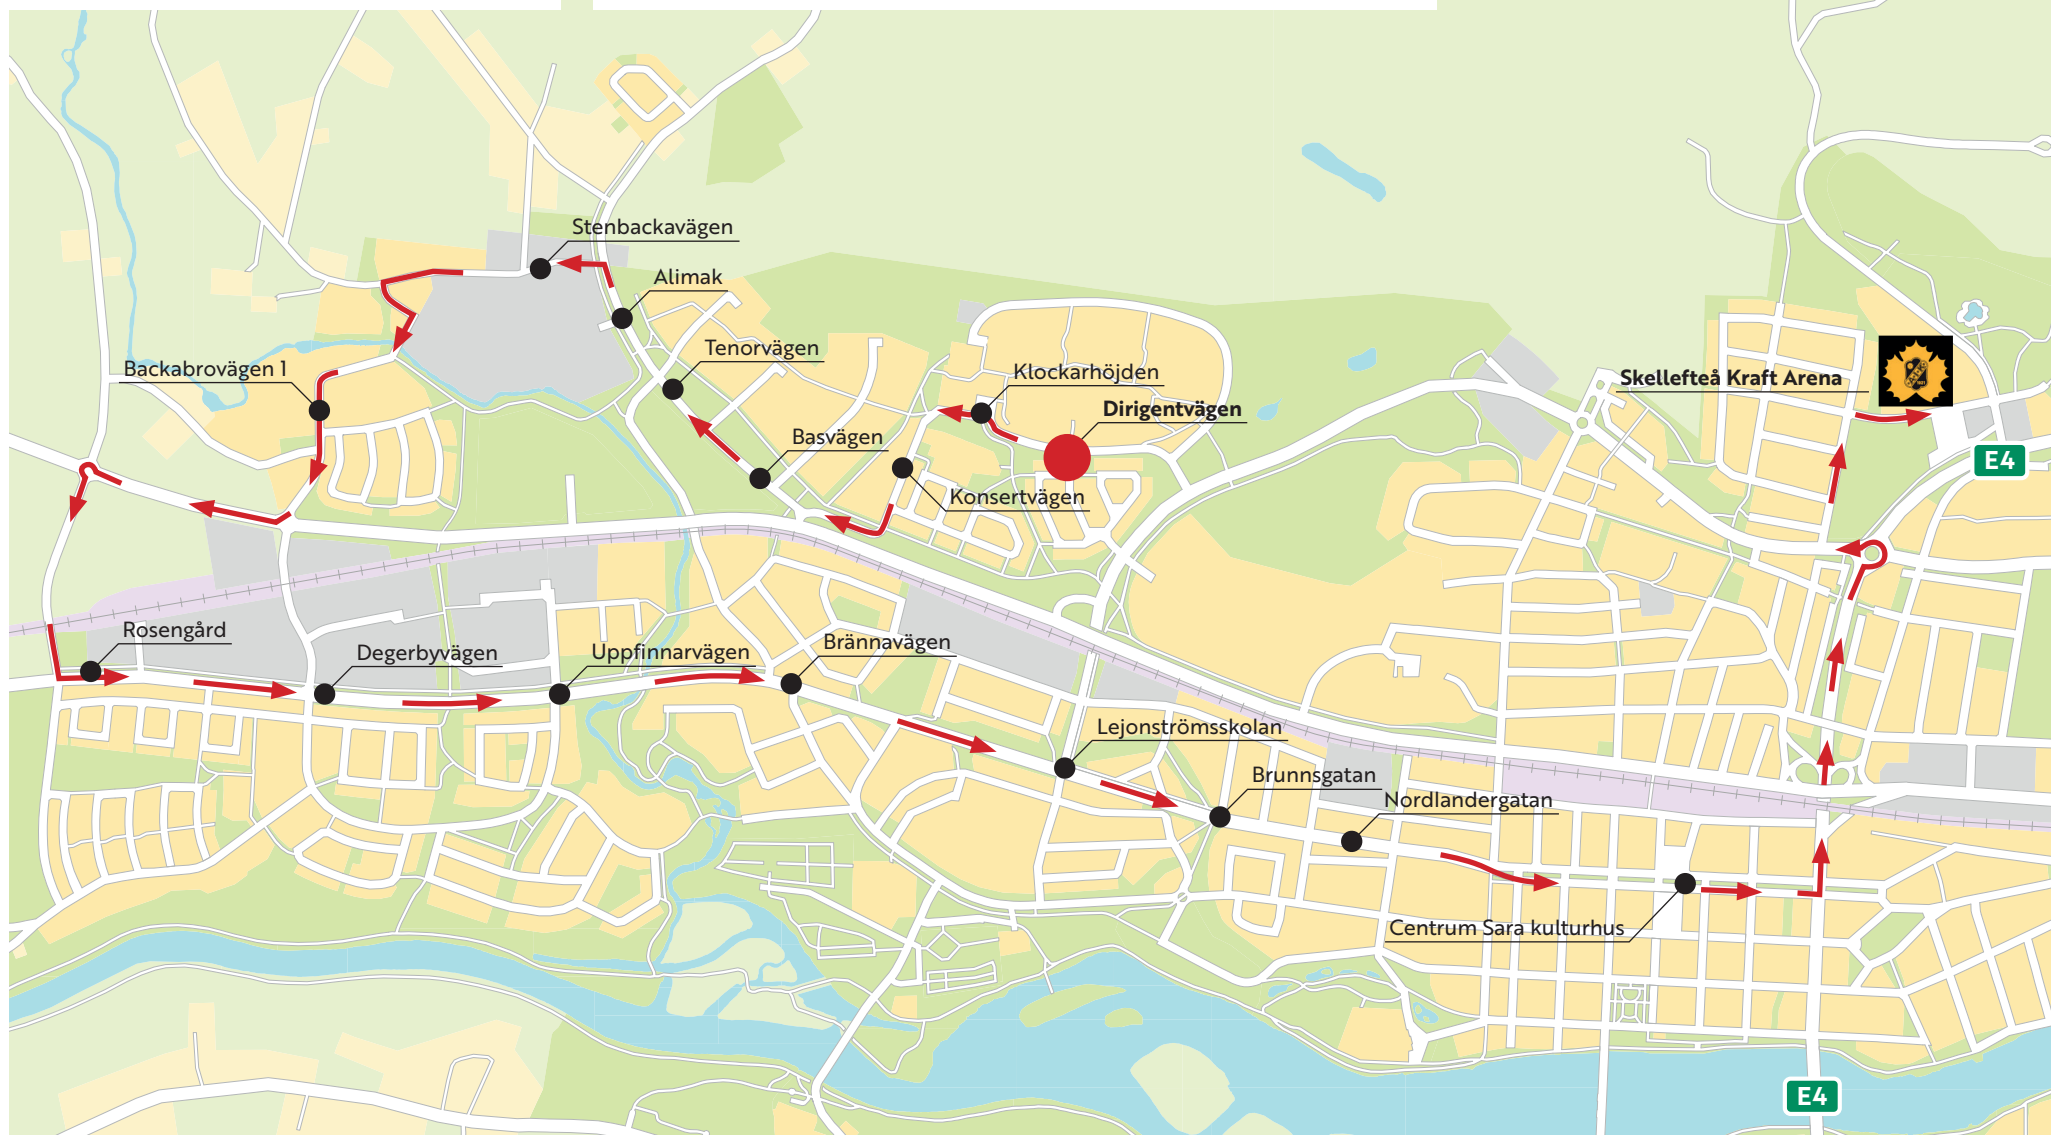 Stenbackavägen
Alimak
Tenorvägen
Backabrovägen 1
Klockarhöjden
Skellefteå Kraft Arena
Dirigentvägen
Basvägen
E4
Konsertvägen
Rosengård
Degerbyvägen
Uppfinnarvägen
Brännavägen
Lejonströmsskolan
Brunnsgatan
Nordlandergatan
Centrum Sara kulturhus
E4